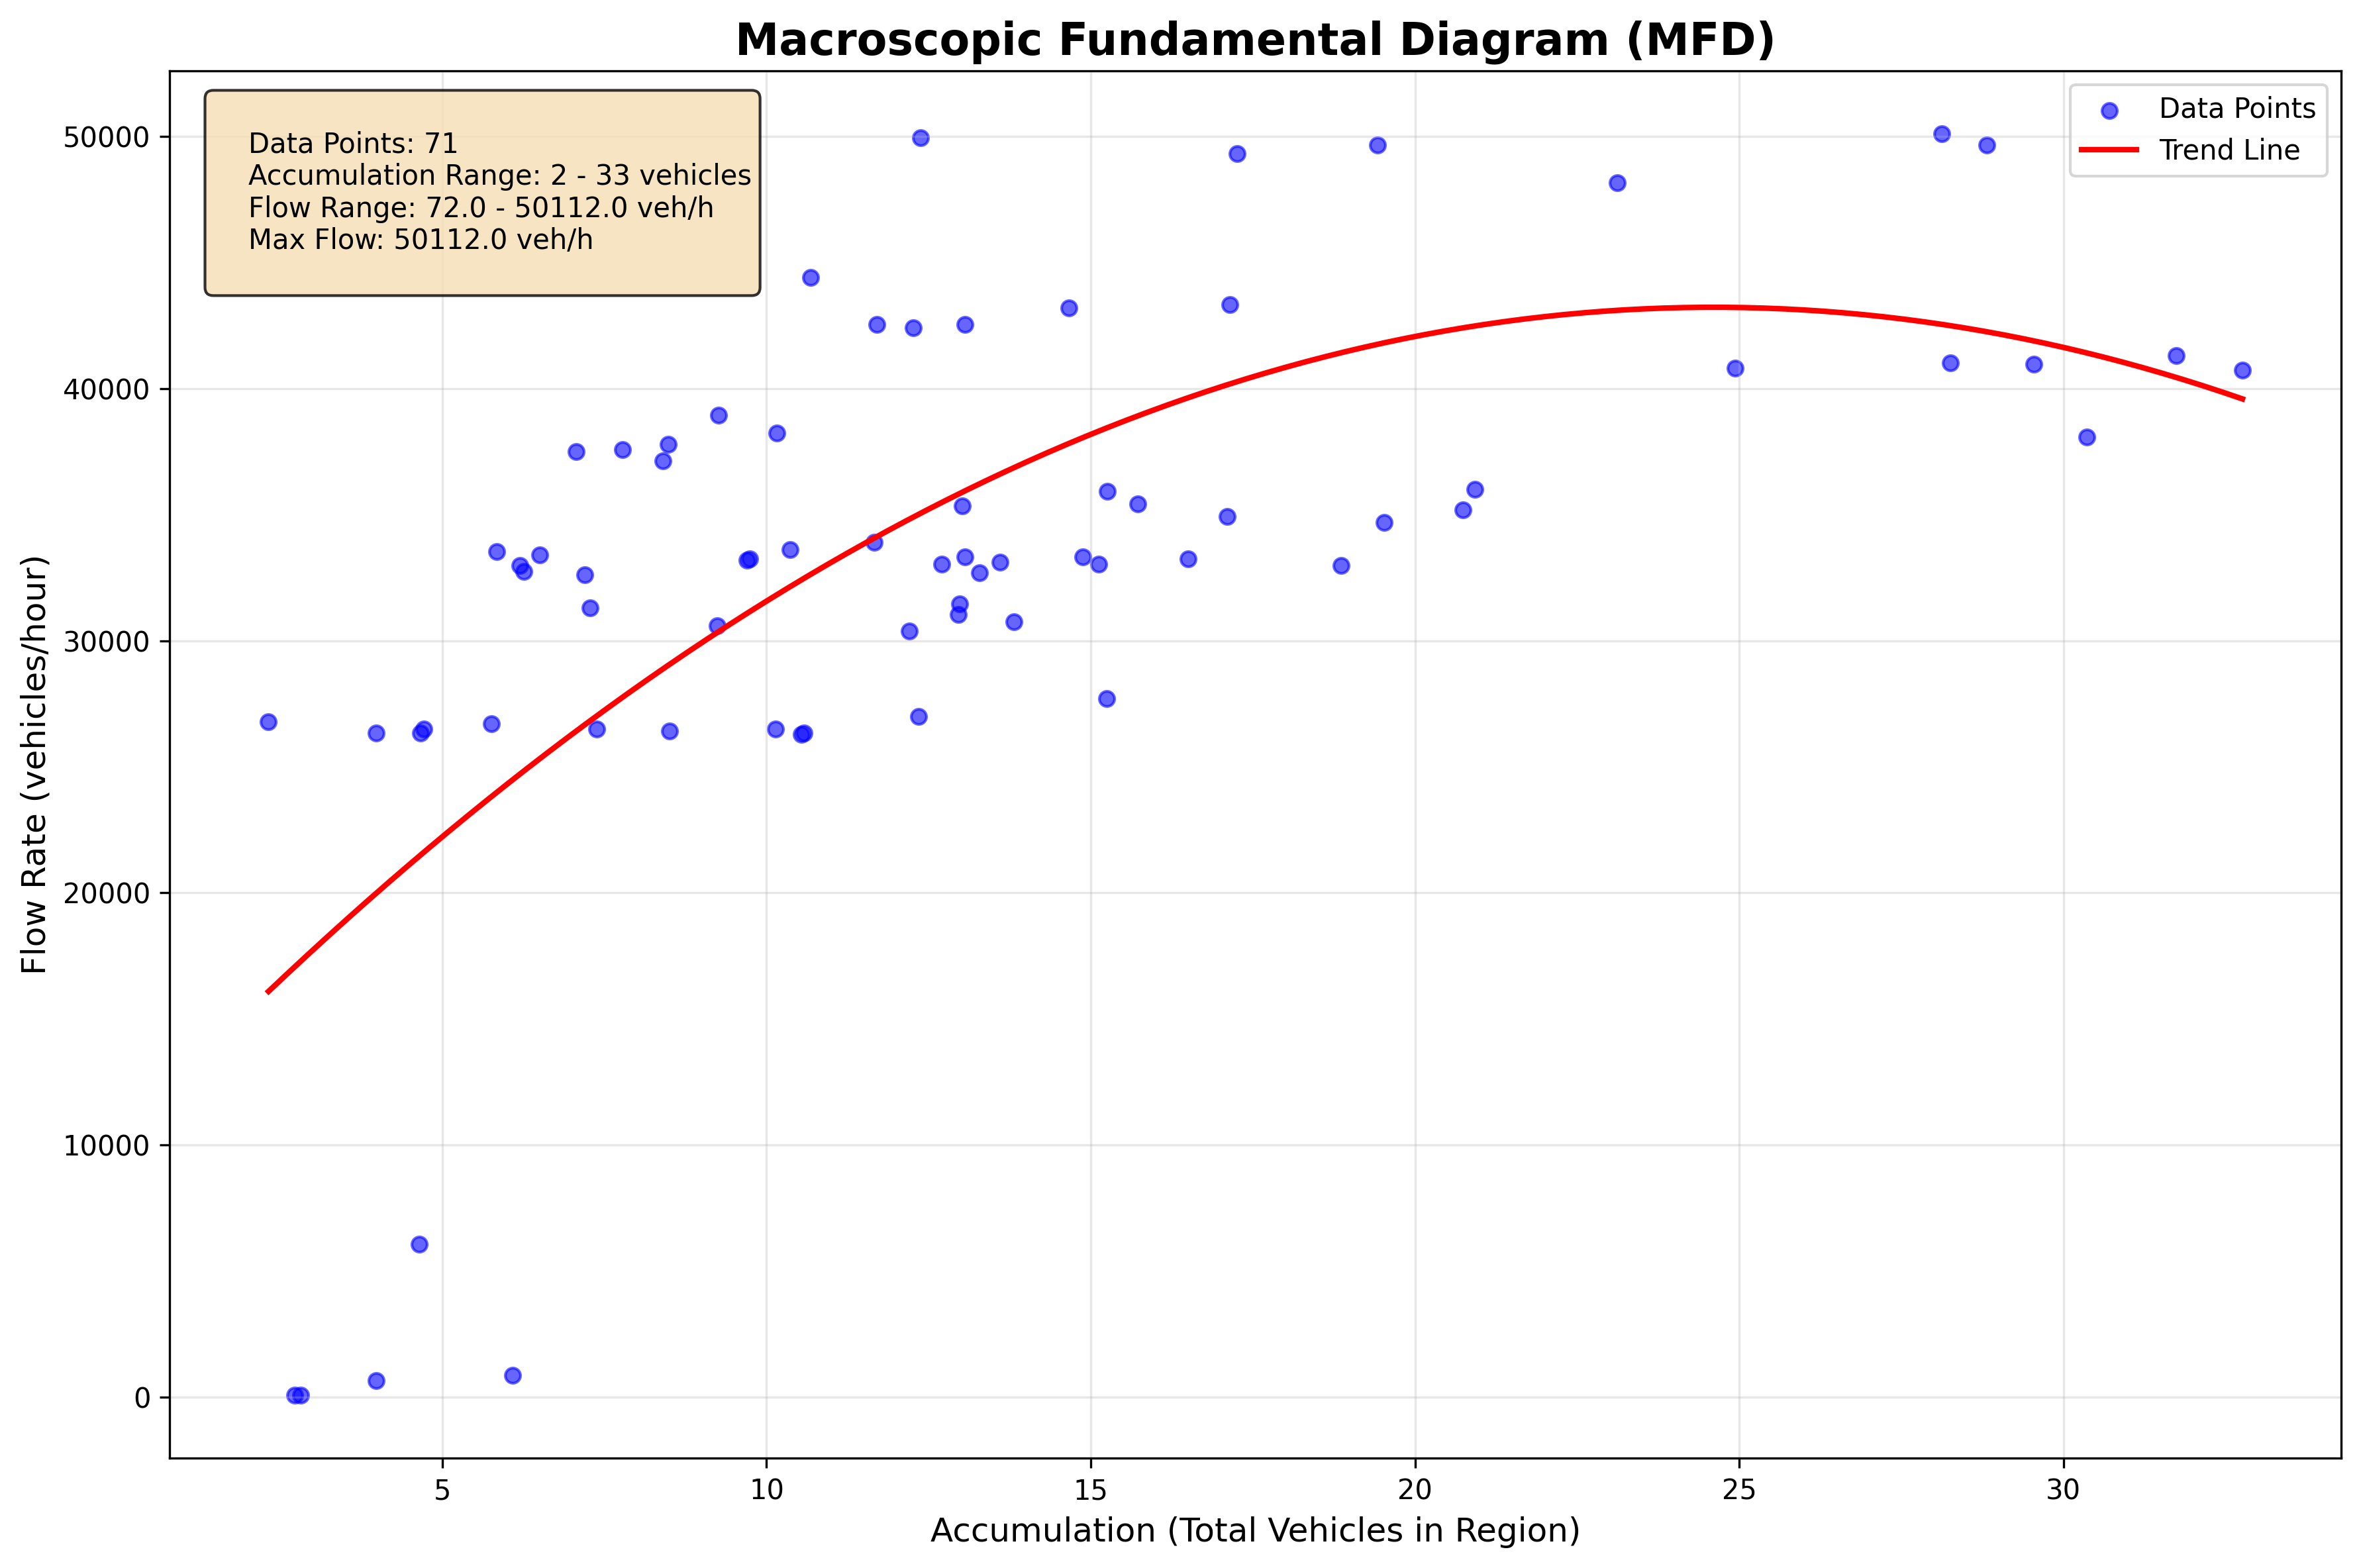 Macroscopic Fundamental Diagram (MFD)
Data Points: 71
Accumulation Range: 2 - 33 vehicles
Flow Range: 72.0 - 50112.0 veh/h
Max Flow: 50112.0 veh/h
Data Points
Trend Line
Flow Rate (vehicles/hour)
50000
40000
30000
20000
10000
0
5 10 15 20 25 30
Accumulation (Total Vehicles in Region)